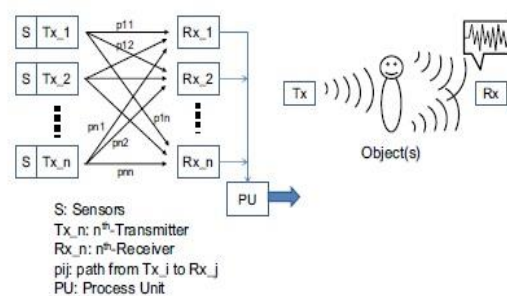 S Tx_1 p11 Rx_1
p12
S Tx_2 Rx_2
pn1 p1n
pn2
S Tx_n pnn Rx_n
PU
S: Sensors
Tx_n: nth-Transmitter
Rx_n: nth-Receiver
pij: path from Tx_i to Rx_j
PU: Process Unit
Tx Rx
Object(s)